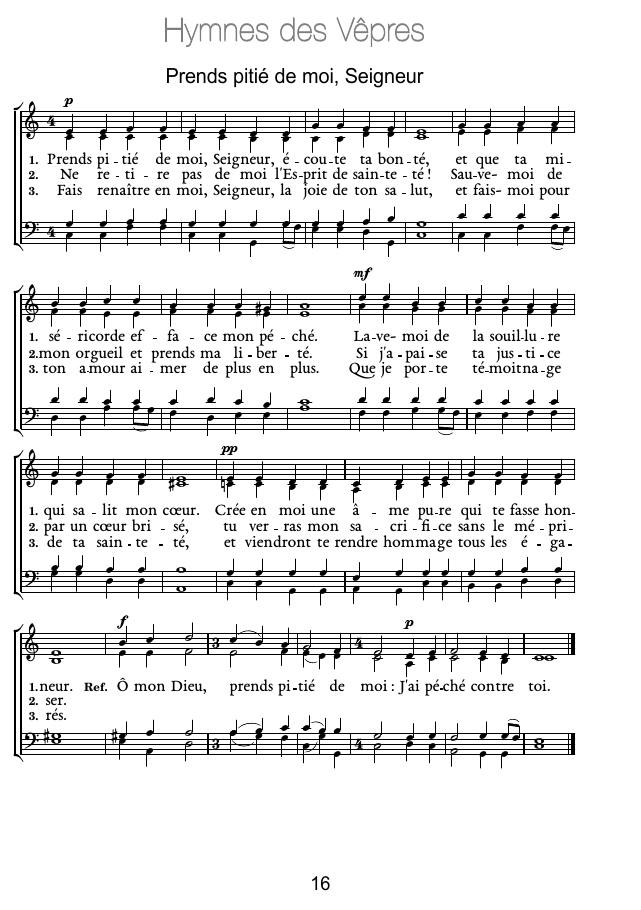 Hymnes des Vêpres
Prends pitié de moi, Seigneur
p
1. Prends pi - tié de moi, Seigneur, é - cou - te ta bon - té, et que ta mi -
2. Ne re - ti - re pas de moi l'Es - prit de sain - te - té ! Sau - ve- moi de
3. Fais renaître en moi, Seigneur, la joie de ton sa - lut, et fais - moi pour
mf
1. sé - ricorde ef - fa - ce mon pé - ché. La - ve- moi de la souil - lu - re
2. mon orgueil et prends ma li - ber - té. Si j'a - pai - se ta jus - ti - ce
3. ton amour ai - mer de plus en plus. Que je por - te té - moitnage
pp
1. qui sa - lit mon cœur. Crée en moi une â - me pu - re qui te fasse hon -
2. par un cœur bri - sé, tu ver - ras mon sa - cri - fi - ce sans le mé - pri -
3. de ta sain - te - té, et viendront te rendre hommage tous les é - ga -
f p
1. neur. Ref. Ô mon Dieu, prends pi - tié de moi : J'ai pé - ché contre toi.
2. ser.
3. rés.
16